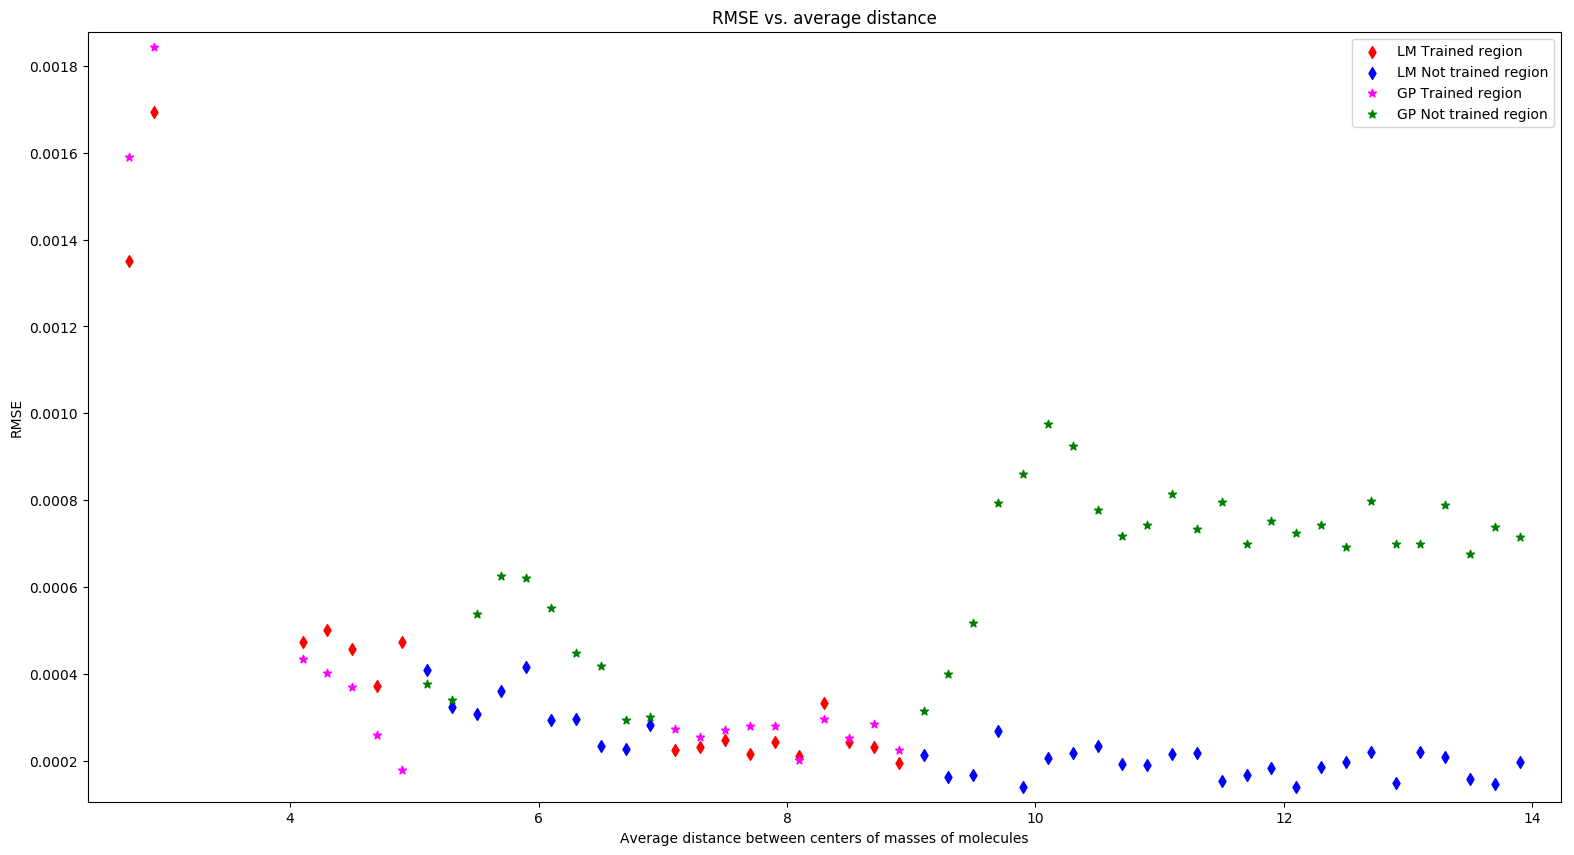 RMSE vs. average distance
LM Trained region
LM Not trained region
GP Trained region
GP Not trained region
0.0018
0.0016
0.0014
0.0012
0.0010
0.0008
0.0006
0.0004
0.0002
RMSE
4 6 8 10 12 14
Average distance between centers of masses of molecules